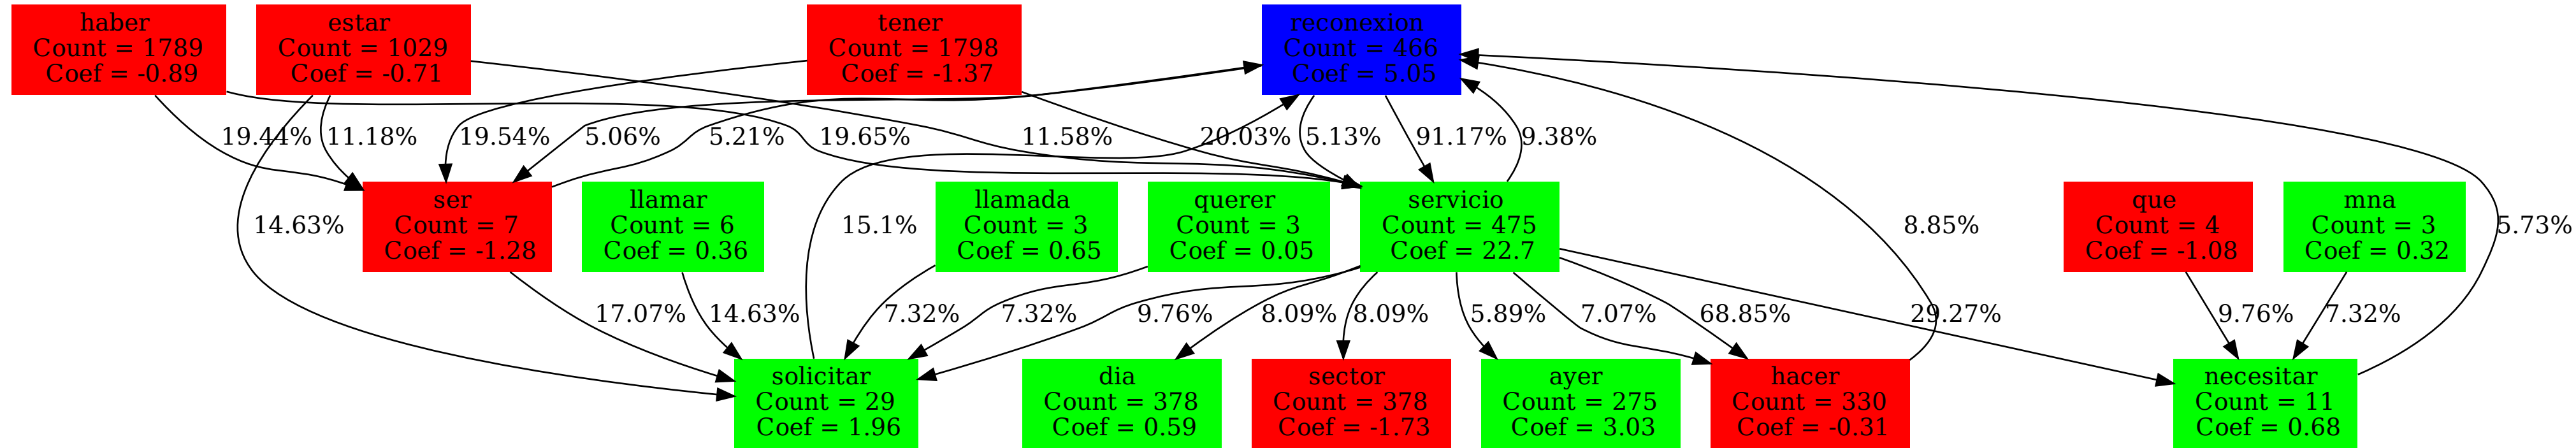 haber
Count = 1789
Coef = -0.89
estar
Count = 1029
Coef = -0.71
tener
Count = 1798
Coef = -1.37
reconexion
Count = 466
Coef = 5.05
19.44%
11.18%
19.54%
5.06%
5.21%
19.65%
11.58%
20.03%
5.13%
91.17%
9.38%
ser
Count = 7
Coef = -1.28
llamar
Count = 6
Coef = 0.36
llamada
Count = 3
Coef = 0.65
querer
Count = 3
Coef = 0.05
servicio
Count = 475
Coef = 22.7
que
Count = 4
Coef = -1.08
mna
Count = 3
Coef = 0.32
14.63%
15.1%
8.85%
5.73%
17.07%
14.63%
7.32%
7.32%
9.76%
8.09%
8.09%
5.89%
7.07%
68.85%
29.27%
9.76%
7.32%
solicitar
Count = 29
Coef = 1.96
dia
Count = 378
Coef = 0.59
sector
Count = 378
Coef = -1.73
ayer
Count = 275
Coef = 3.03
hacer
Count = 330
Coef = -0.31
necesitar
Count = 11
Coef = 0.68